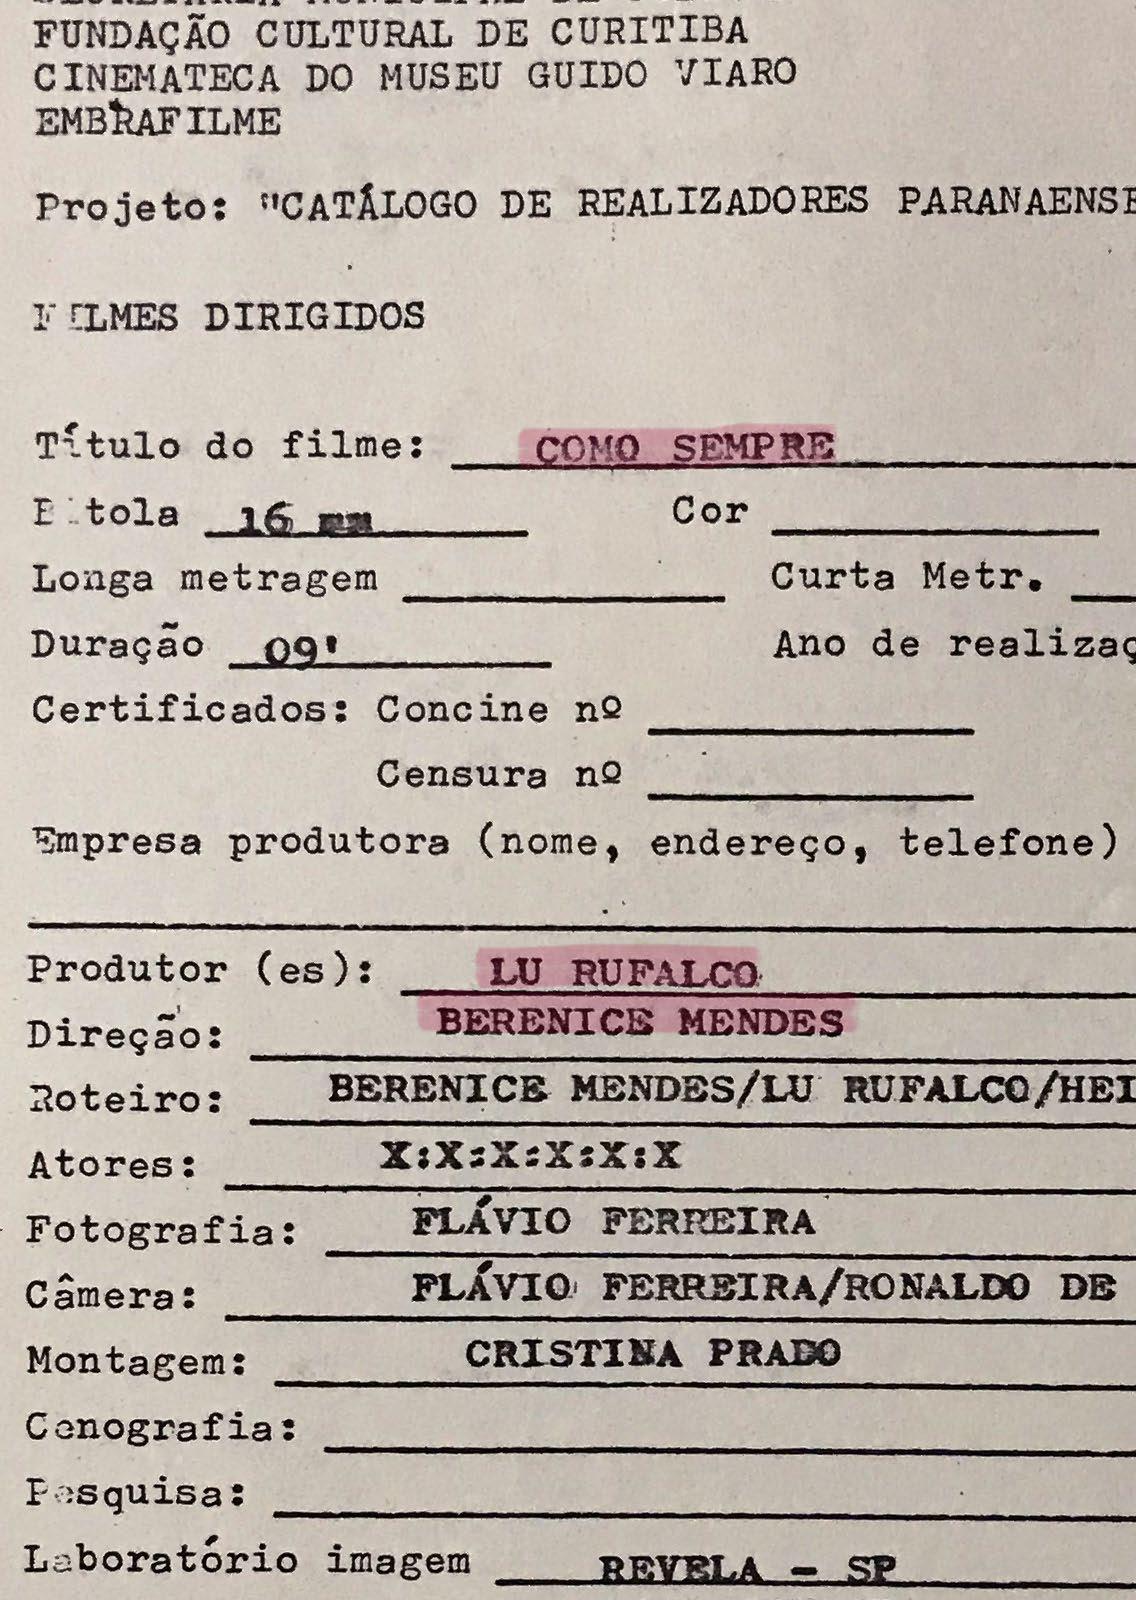 FUNDAÇÃO CULTURAL DE CURITIBA
CINEMATECA DO MUSEU GUIDO VIARO
EMBRAFILME
Projeto: "CATÁLOGO DE REALIZADORES PARANAENSE
FILMES DIRIGIDOS
Título do filme: COMO SEMPRE
Bitola 16 mm Cor
Longa metragem Curta Metr.
Duração 09' Ano de realizaç
Certificados: Concine nº
Censura nº
Empresa produtora (nome, endereço, telefone)
Produtor (es): LU RUFALCO
Direção: BERENICE MENDES
Roteiro: BERENICE MENDES/LU RUFALCO/HEI
Atores: X:X:X:X:X:X
Fotografia: FLÁVIO FERREIRA
Câmera: FLÁVIO FERREIRA/RONALDO DE
Montagem: CRISTINA PRADO
Cenografia:
Pesquisa:
Laboratório imagem REVELA - SP